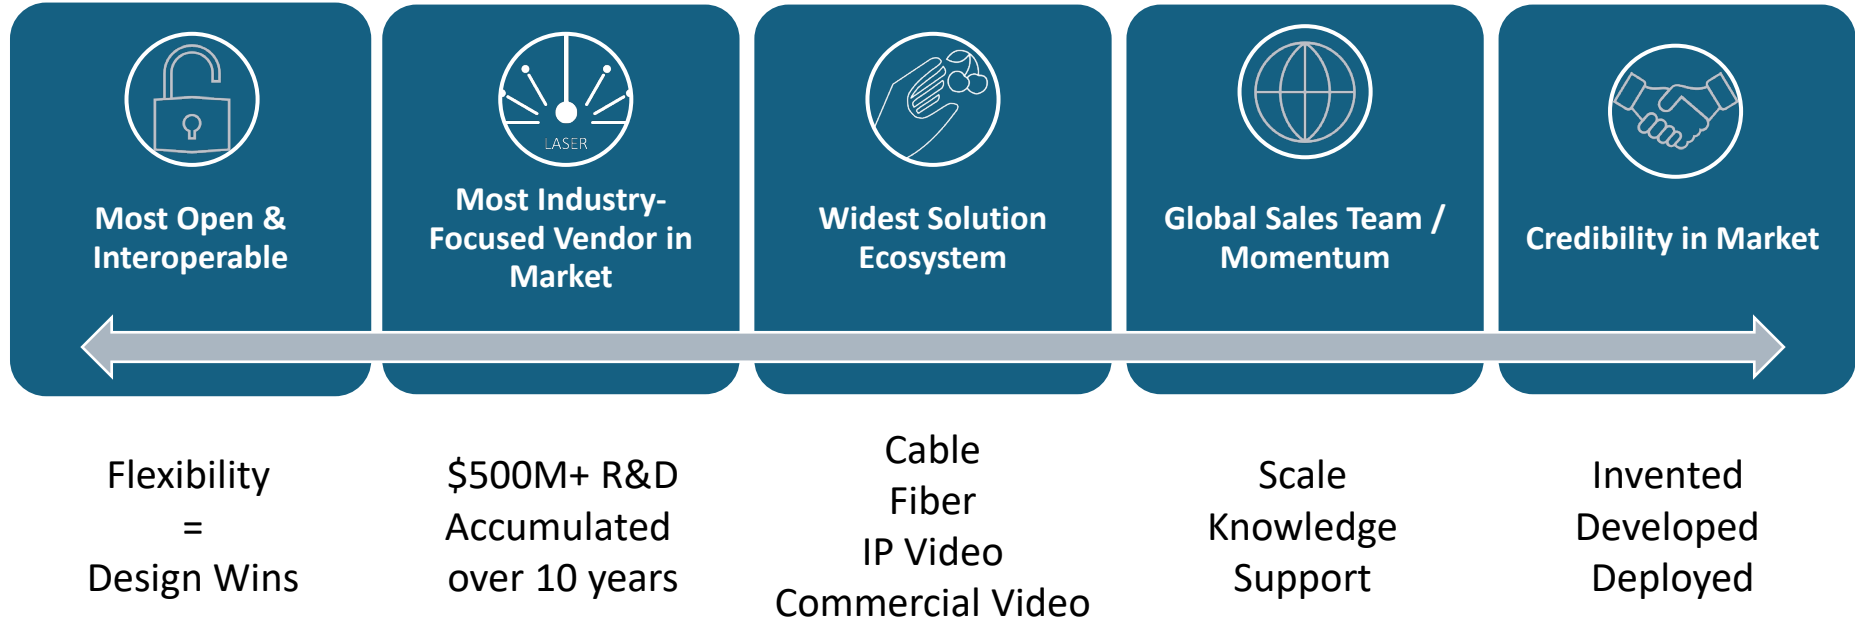 LASER
Most Open &
Interoperable
Most Industry-
Focused Vendor in
Market
Widest Solution
Ecosystem
Global Sales Team /
Momentum
Credibility in Market
Flexibility
=
Design Wins
$500M+ R&D
Accumulated
over 10 years
Cable
Fiber
IP Video
Commercial Video
Scale
Knowledge
Support
Invented
Developed
Deployed